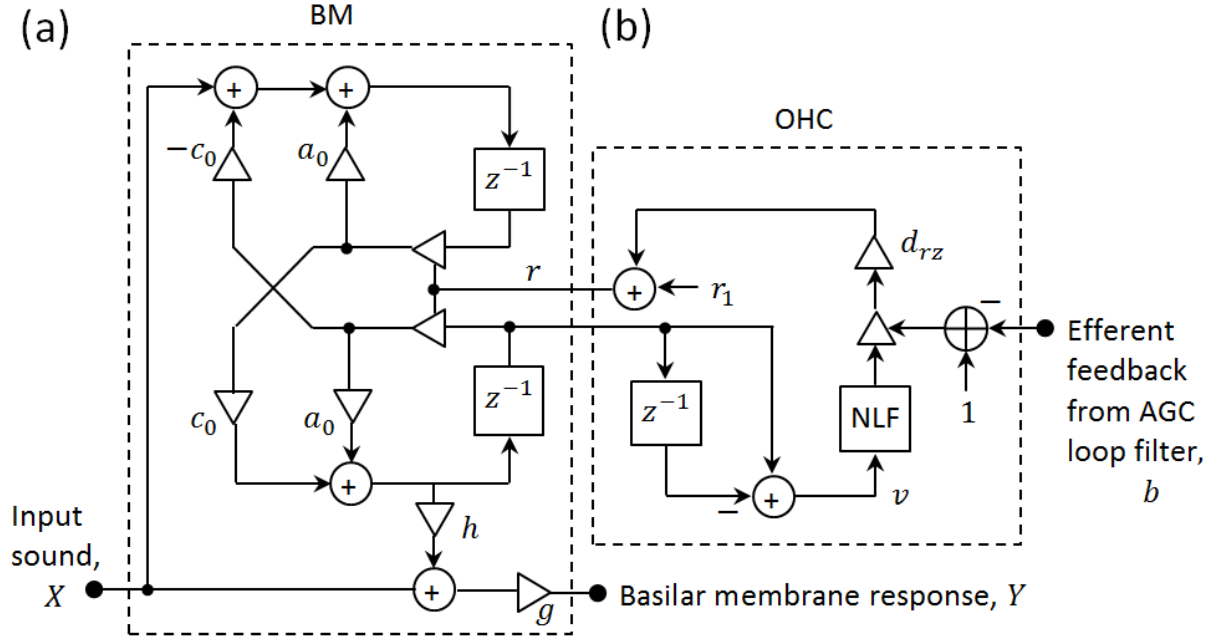 (a)
BM
(b)
+
+
−c₀
a₀
z⁻¹
OHC
d_rz
r
+
r₁
−
Efferent
feedback
from AGC
loop filter,
b
c₀
a₀
z⁻¹
z⁻¹
NLF
1
+
−
+
v
h
Input
sound,
X
+
g
Basilar membrane response, Y